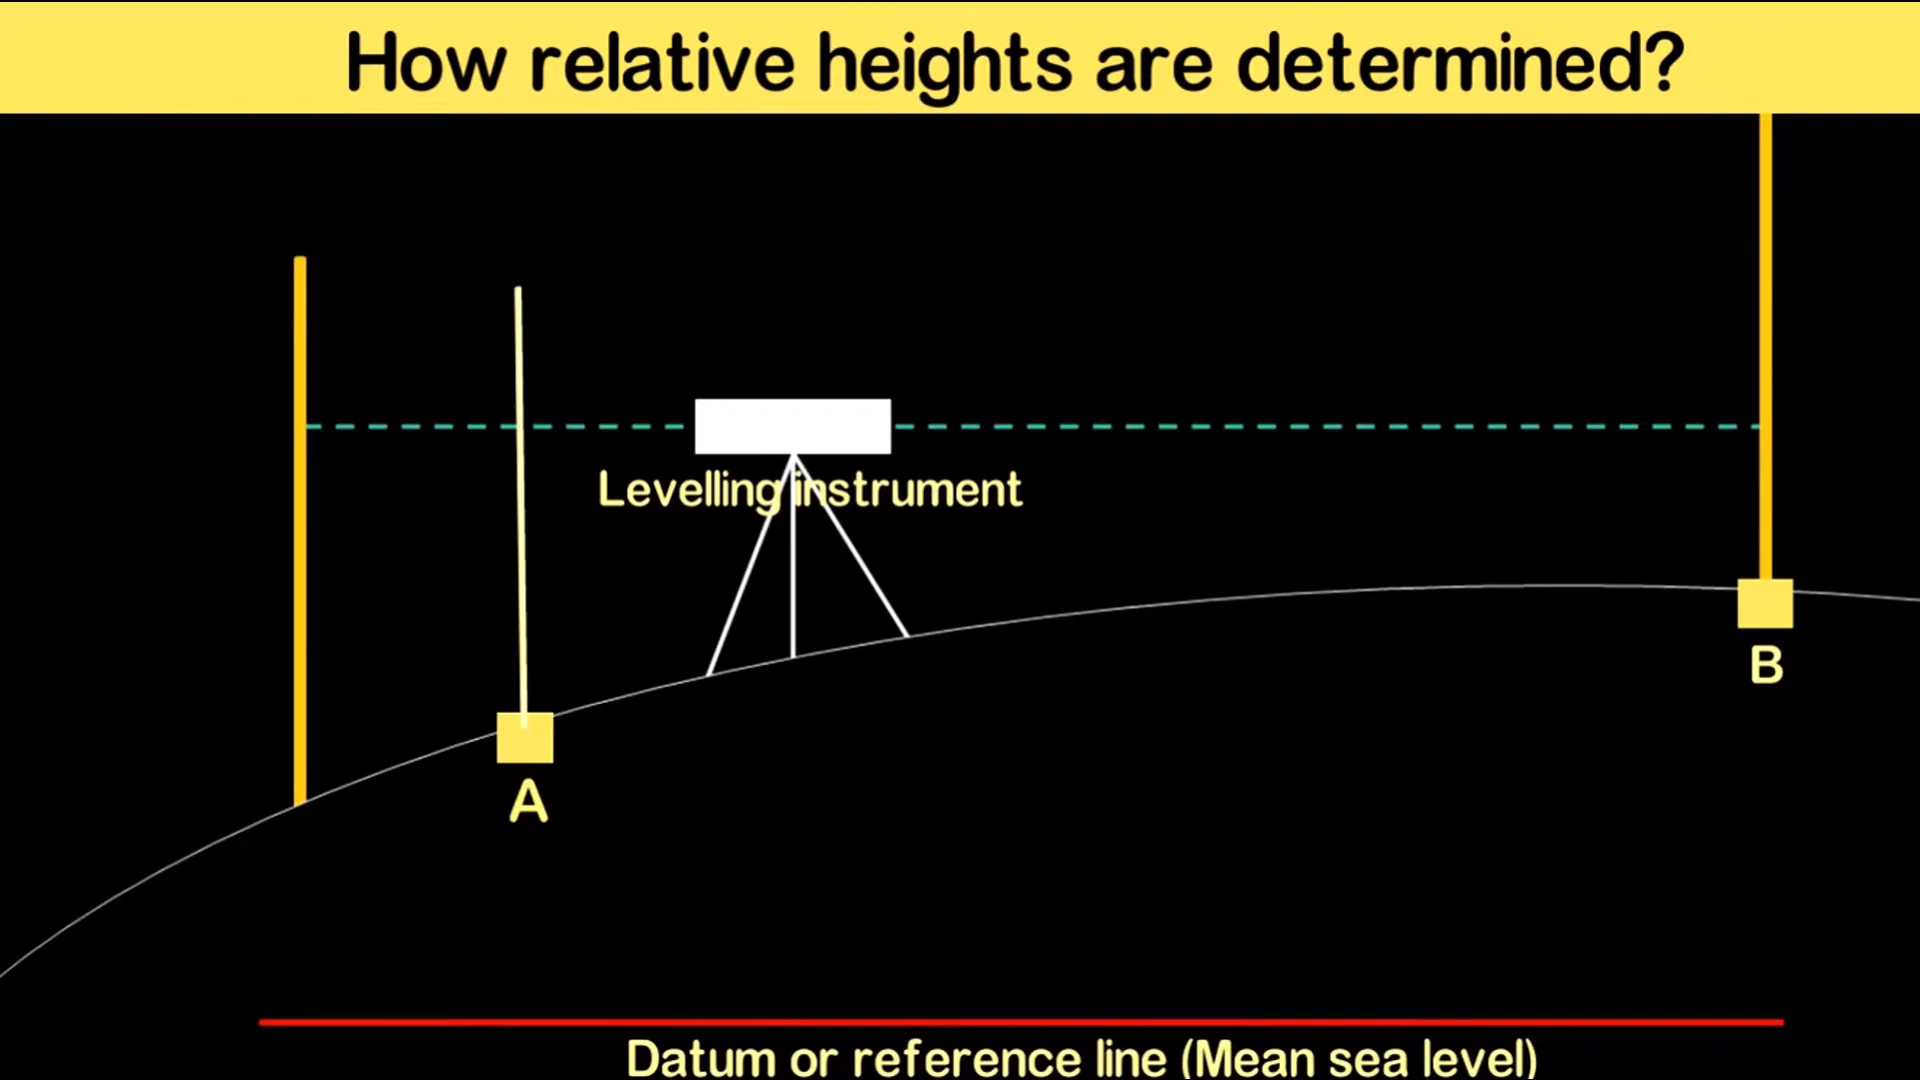 How relative heights are determined?
Levelling instrument
B
A
Datum or reference line (Mean sea level)